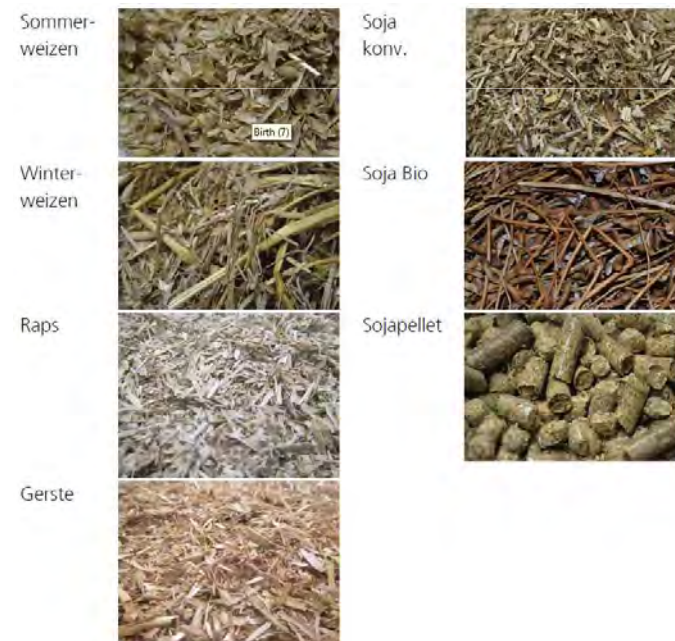 Sommer-
weizen
Birth (7)
Winter-
weizen
Raps
Gerste
Soja
konv.
Soja Bio
Sojapellet